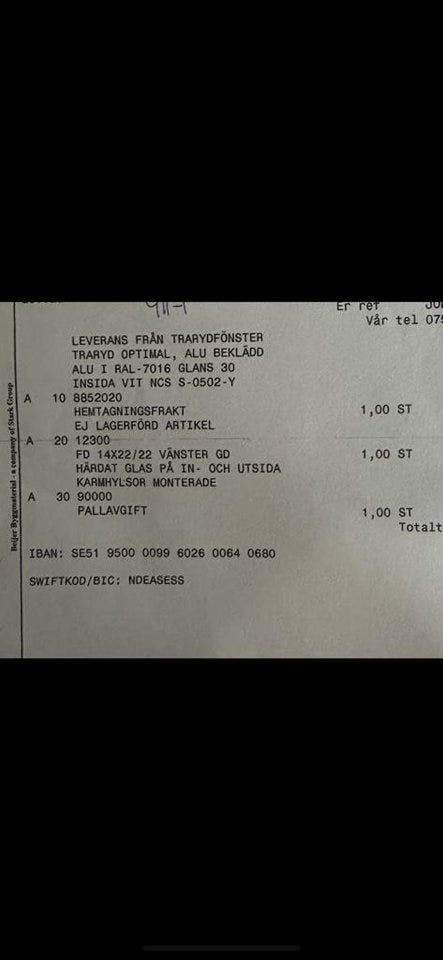 Er ref
Vår tel 075
LEVERANS FRÅN TRARYDFÖNSTER
TRARYD OPTIMAL, ALU BEKLÄDD
ALU I RAL-7016 GLANS 30
INSIDA VIT NCS S-0502-Y
A 10 8852020
HEMTAGNINGSFRAKT 1,00 ST
EJ LAGERFÖRD ARTIKEL
A 20 12300
FD 14X22/22 VÄNSTER GD 1,00 ST
HÄRDAT GLAS PÅ IN- OCH UTSIDA
KARMHYLSOR MONTERADE
A 30 90000
PALLAVGIFT 1,00 ST
Totalt
IBAN: SE51 9500 0099 6026 0064 0680
SWIFTKOD/BIC: NDEASESS
Beijer Byggmaterial - a company of Stark Group